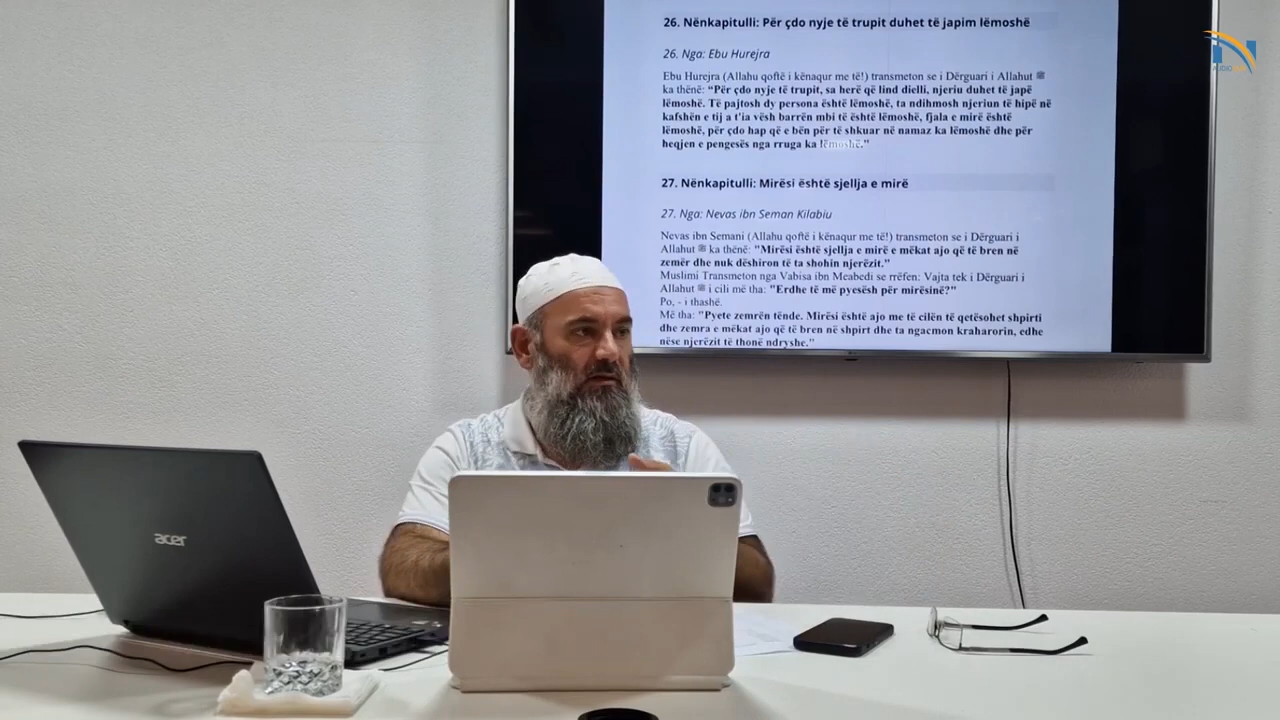 26. Nënkapitulli: Për çdo nyje të trupit duhet të japim lëmoshë
26. Nga: Ebu Hurejra
Ebu Hurejra (Allahu qoftë i kënaqur me të!) transmeton se i Dërguari i Allahut ﷺ
ka thënë: "Për çdo nyje të trupit, sa herë që lind dielli, njeriu duhet të japë
lëmoshë. Të pajtosh dy persona është lëmoshë, ta ndihmosh njeriun të hipë në
kafshën e tij a t'ia vësh barrën mbi të është lëmoshë, fjala e mirë është
lëmoshë, për çdo hap që e bën për të shkuar në namaz ka lëmoshë dhe për
heqjen e pengesës nga rruga ka lëmoshë."
27. Nënkapitulli: Mirësi është sjellja e mirë
27. Nga: Nevas ibn Seman Kilabiu
Nevas ibn Semani (Allahu qoftë i kënaqur me të!) transmeton se i Dërguari i
Allahut ﷺ ka thënë: "Mirësi është sjellja e mirë e mëkat ajo që të bren në
zemër dhe nuk dëshiron të ta shohin njerëzit."
Muslimi Transmeton nga Vabisa ibn Meabedi se rrëfen: Vajta tek i Dërguari i
Allahut ﷺ i cili më tha: "Erdhe të më pyesësh për mirësinë?"
Po, - i thashë.
Më tha: "Pyete zemrën tënde. Mirësi është ajo me të cilën të qetësohet shpirti
dhe zemra e mëkat ajo që të bren në shpirt dhe ta ngacmon kraharorin, edhe
nëse njerëzit të thonë ndryshe."
acer